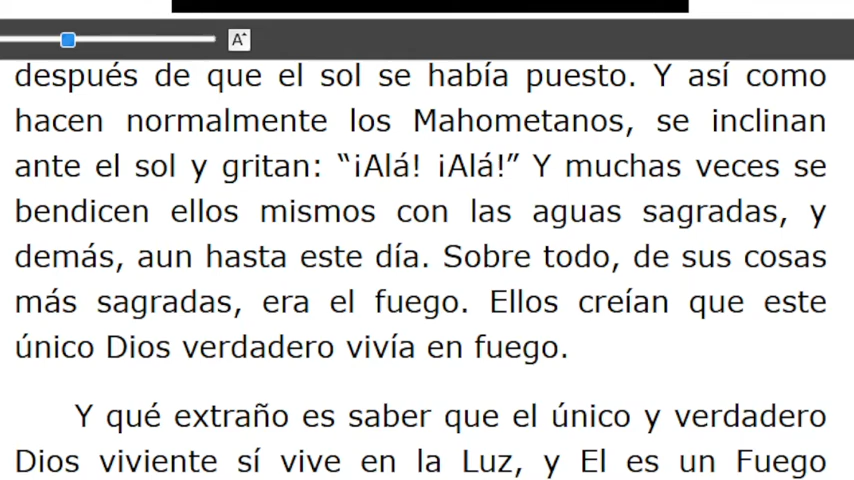 A+
después de que el sol se había puesto. Y así como
hacen normalmente los Mahometanos, se inclinan
ante el sol y gritan: “¡Alá! ¡Alá!” Y muchas veces se
bendicen ellos mismos con las aguas sagradas, y
demás, aun hasta este día. Sobre todo, de sus cosas
más sagradas, era el fuego. Ellos creían que este
único Dios verdadero vivía en fuego.
Y qué extraño es saber que el único y verdadero
Dios viviente sí vive en la Luz, y El es un Fuego